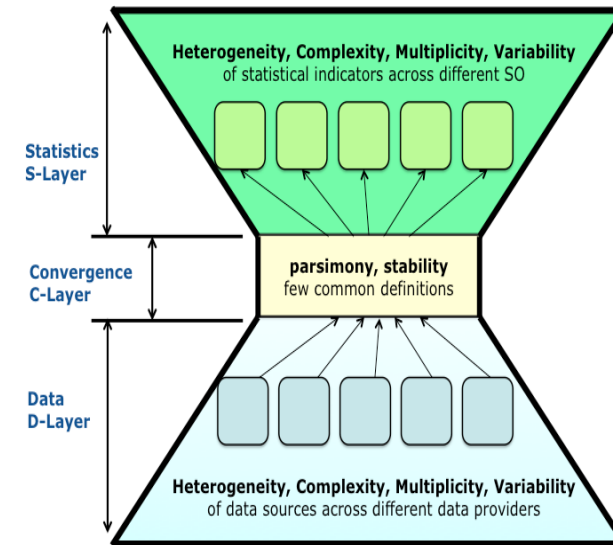 Heterogeneity, Complexity, Multiplicity, Variability
of statistical indicators across different SO
Statistics
S-Layer
Convergence
C-Layer
parsimony, stability
few common definitions
Data
D-Layer
Heterogeneity, Complexity, Multiplicity, Variability
of data sources across different data providers